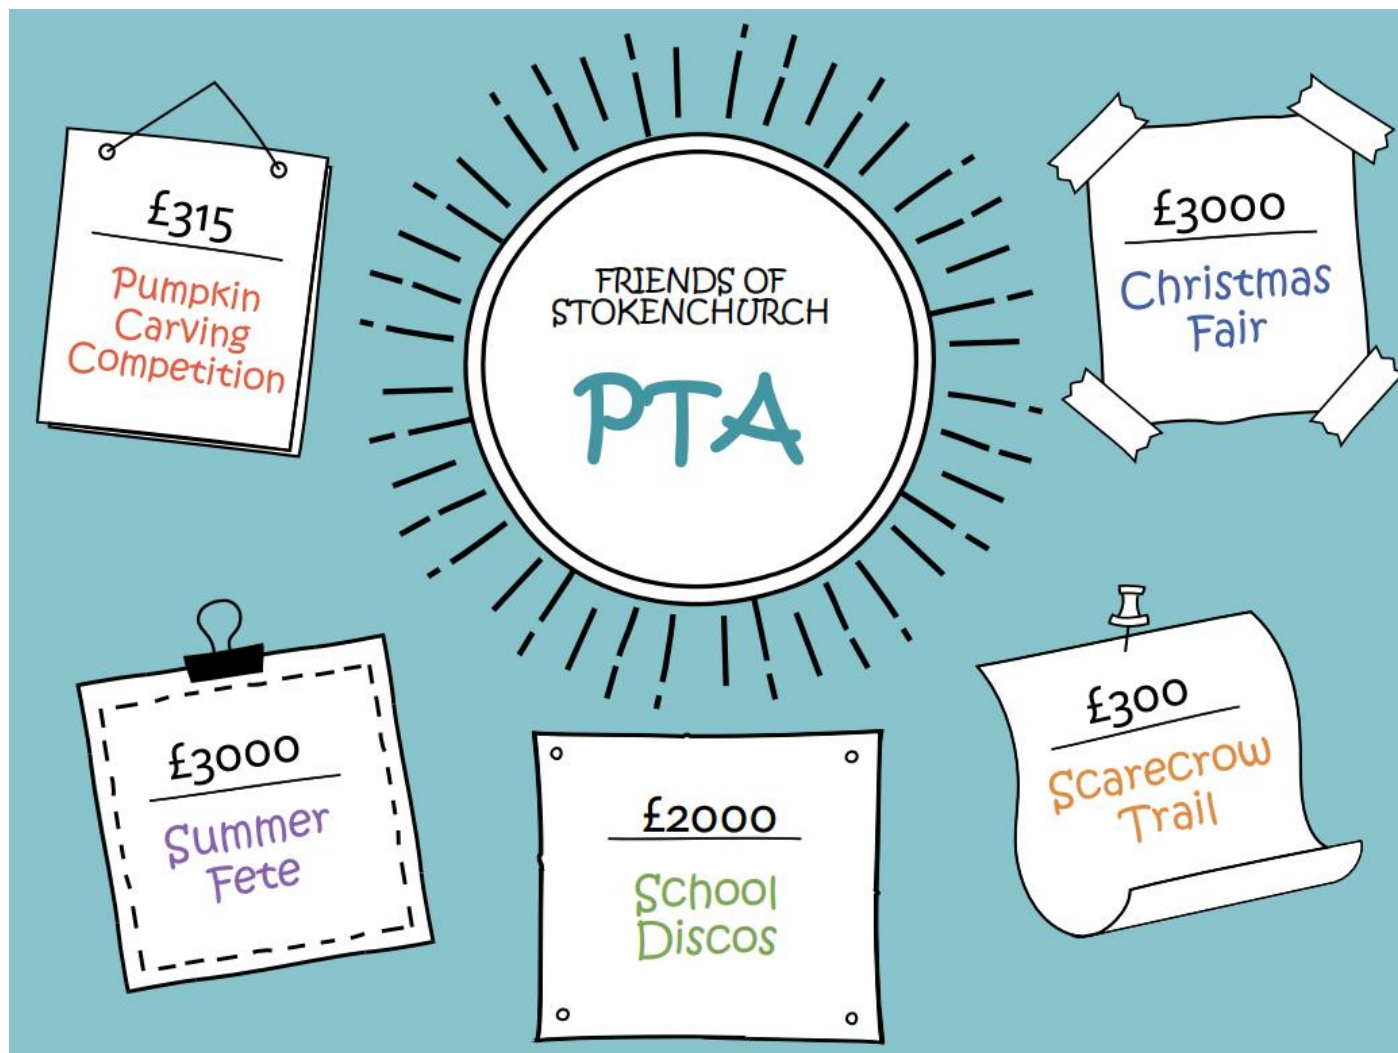 £315
Pumpkin
Carving
Competition
FRIENDS OF
STOKENCHURCH
PTA
£3000
Christmas
Fair
£3000
Summer
Fete
£2000
School
Discos
£300
Scarecrow
Trail